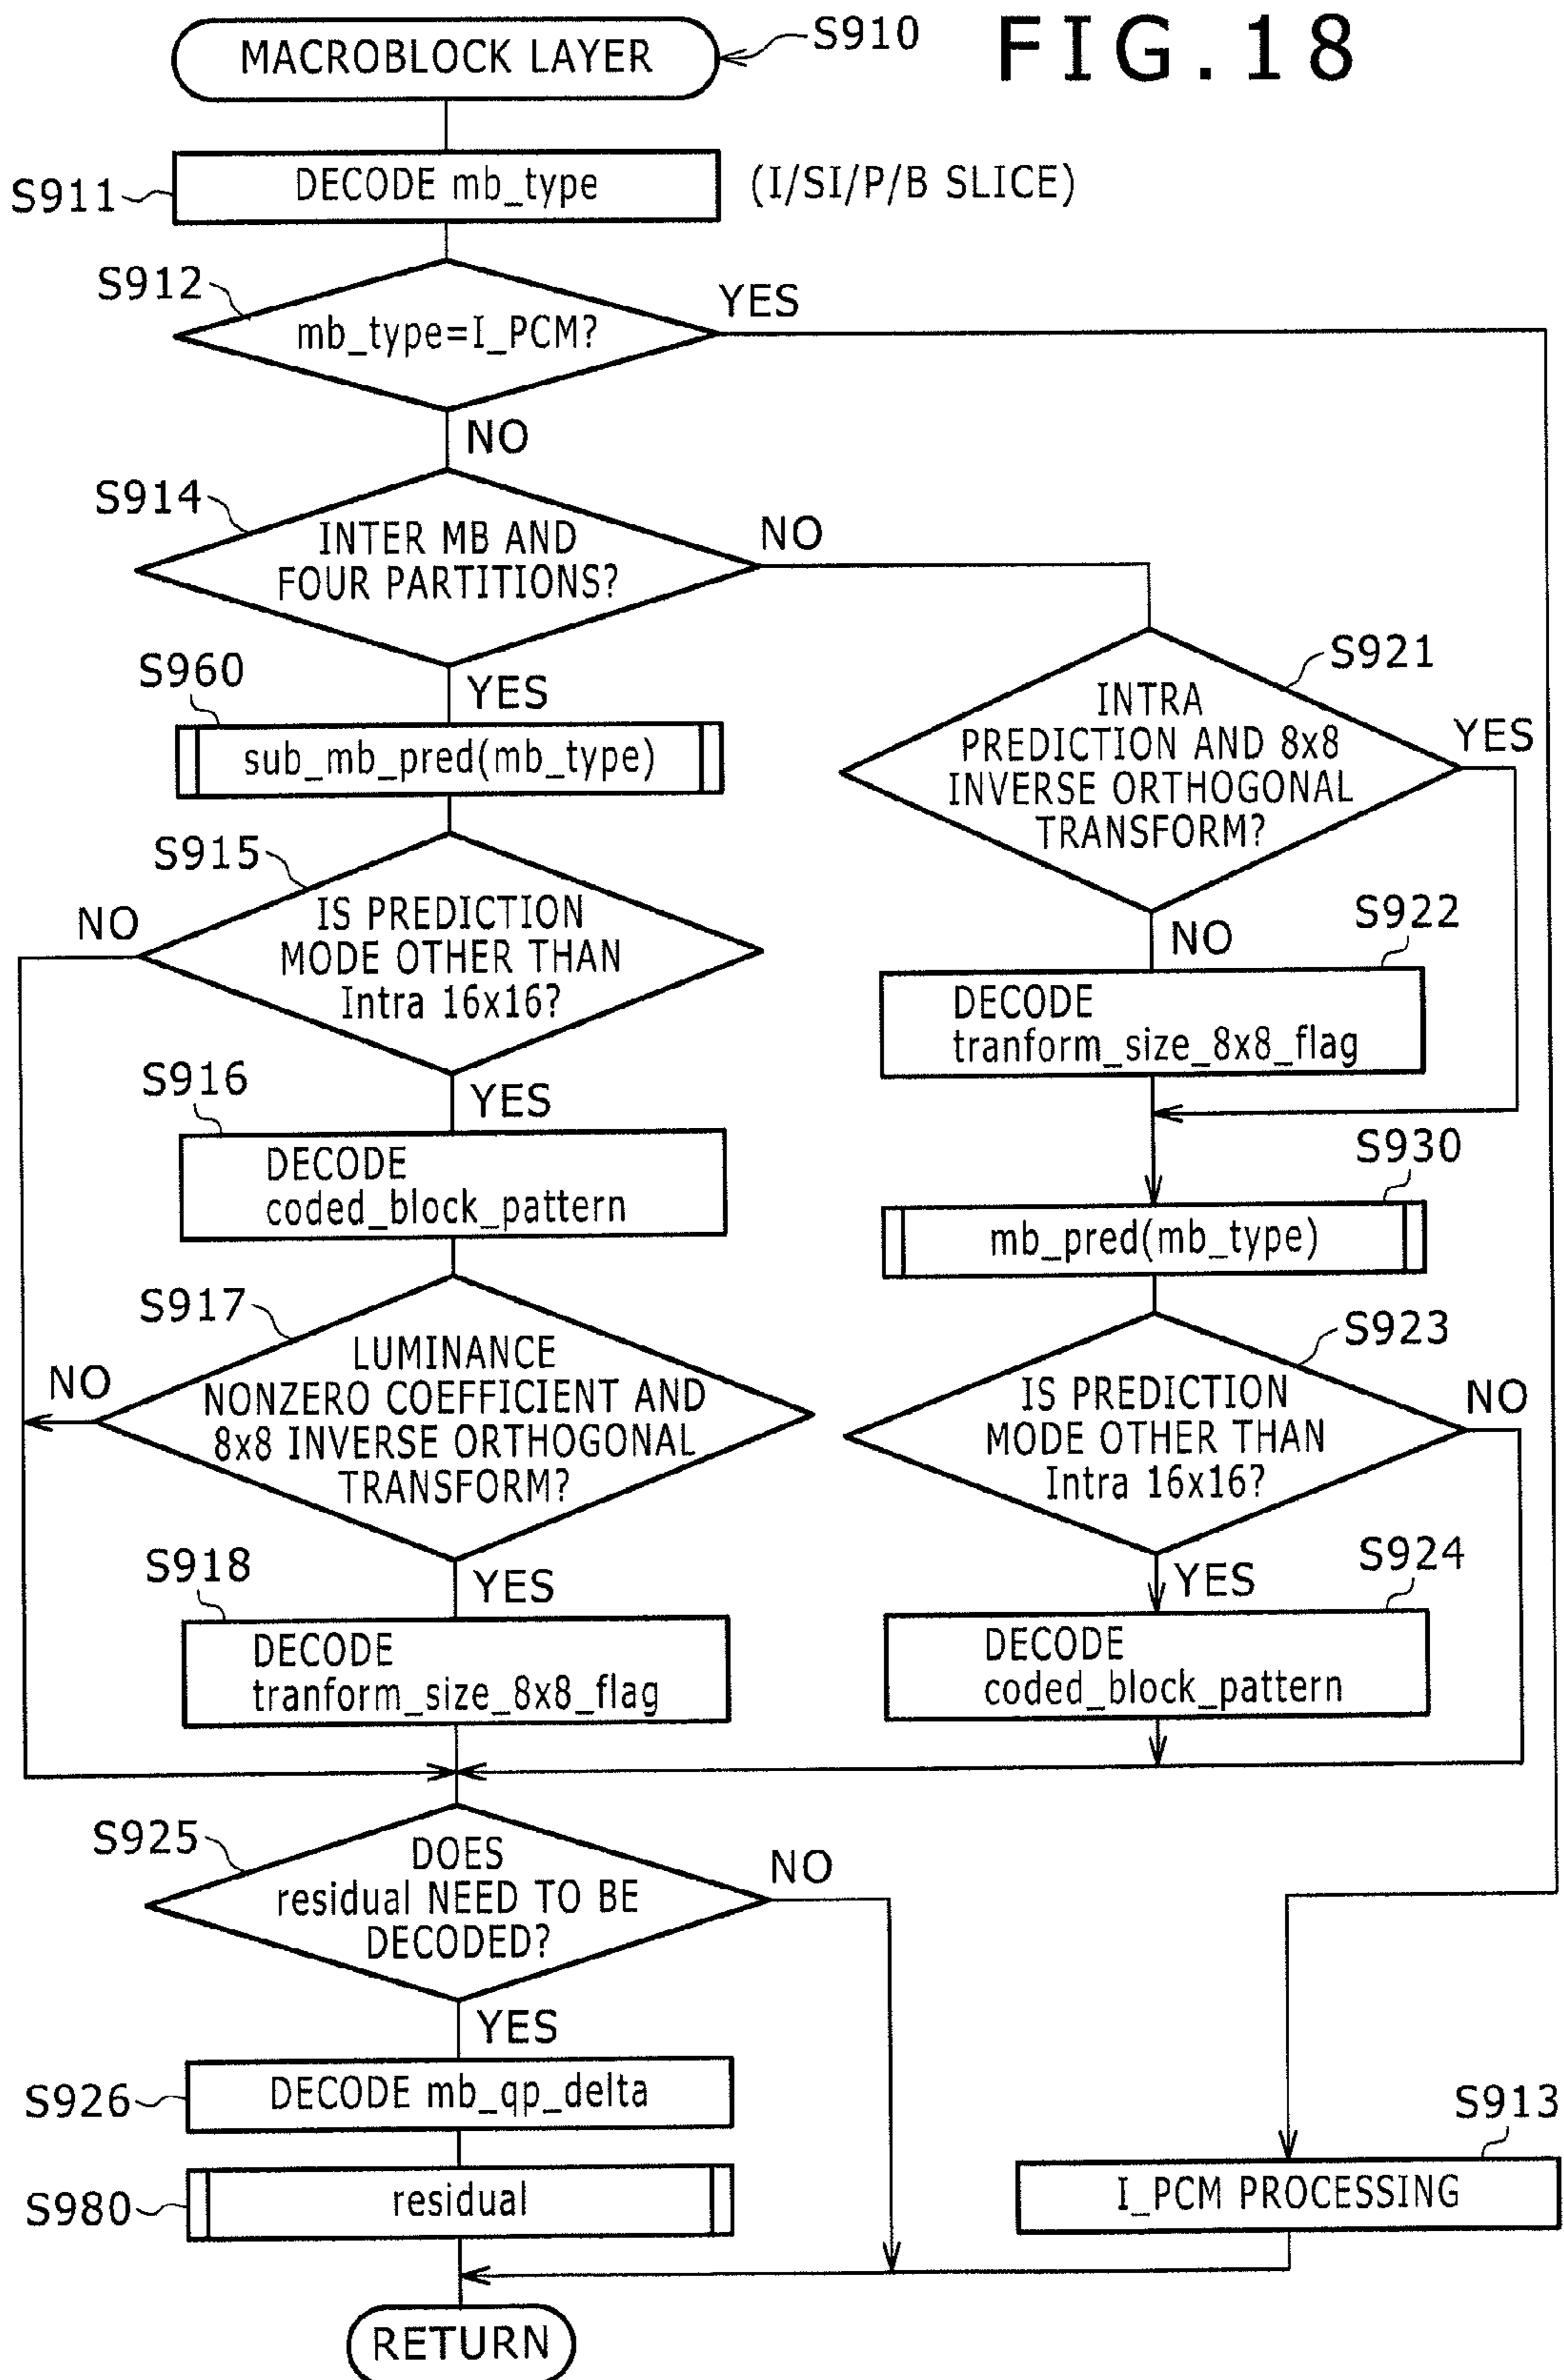 FIG.18
MACROBLOCK LAYER
S910
S911
DECODE mb_type
(I/SI/P/B SLICE)
S912
mb_type=I_PCM?
YES
NO
S914
INTER MB AND
FOUR PARTITIONS?
NO
YES
S960
sub_mb_pred(mb_type)
S921
INTRA
PREDICTION AND 8x8
INVERSE ORTHOGONAL
TRANSFORM?
YES
NO
S915
IS PREDICTION
MODE OTHER THAN
Intra 16x16?
NO
YES
S922
DECODE
tranform_size_8x8_flag
S916
DECODE
coded_block_pattern
S930
mb_pred(mb_type)
S917
LUMINANCE
NONZERO COEFFICIENT AND
8x8 INVERSE ORTHOGONAL
TRANSFORM?
NO
YES
S923
IS PREDICTION
MODE OTHER THAN
Intra 16x16?
NO
YES
S918
DECODE
tranform_size_8x8_flag
S924
DECODE
coded_block_pattern
S925
DOES
residual NEED TO BE
DECODED?
NO
YES
S926
DECODE mb_qp_delta
S980
residual
S913
I_PCM PROCESSING
RETURN